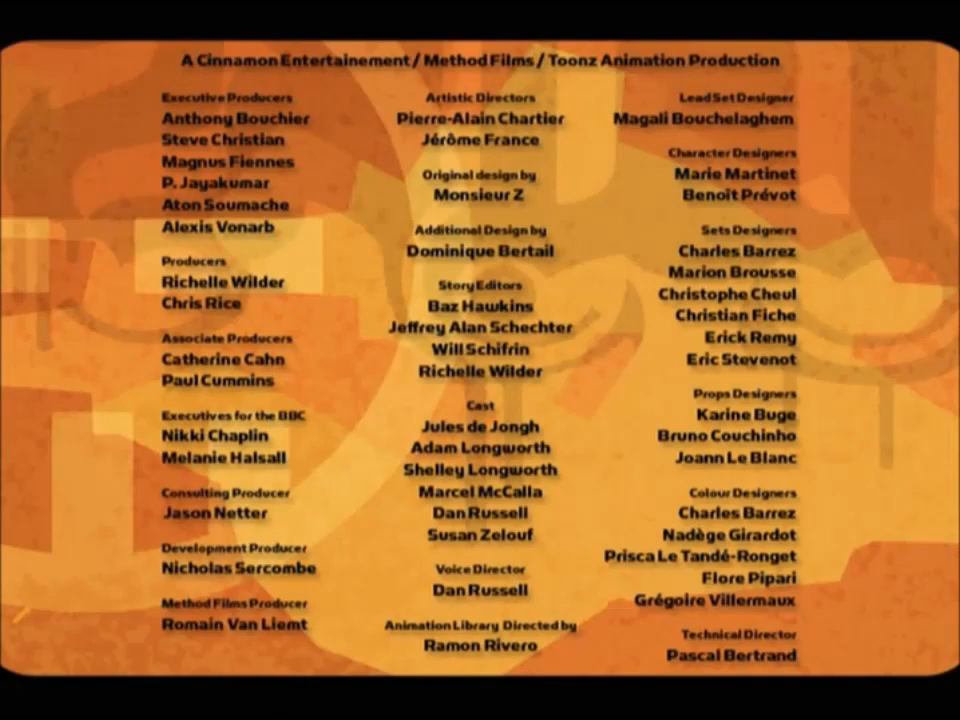 A Cinnamon Entertainement / Method Films / Toonz Animation Production
Executive Producers
Anthony Bouchier
Steve Christian
Magnus Fiennes
P. Jayakumar
Aton Soumache
Alexis Vonarb
Producers
Richelle Wilder
Chris Rice
Associate Producers
Catherine Cahn
Paul Cummins
Executives for the BBC
Nikki Chaplin
Melanie Halsall
Consulting Producer
Jason Netter
Development Producer
Nicholas Sercombe
Method Films Producer
Romain Van Liemt
Artistic Directors
Pierre-Alain Chartier
Jérôme France
Original design by
Monsieur Z
Additional Design by
Dominique Bertail
Story Editors
Baz Hawkins
Jeffrey Alan Schechter
Will Schifrin
Richelle Wilder
Cast
Jules de Jongh
Adam Longworth
Shelley Longworth
Marcel McCalla
Dan Russell
Susan Zelouf
Voice Director
Dan Russell
Animation Library Directed by
Ramon Rivero
Lead Set Designer
Magali Bouchelaghem
Character Designers
Marie Martinet
Benoît Prévot
Sets Designers
Charles Barrez
Marion Brousse
Christophe Cheul
Christian Fiche
Erick Remy
Eric Stevenot
Props Designers
Karine Buge
Bruno Couchinho
Joann Le Blanc
Colour Designers
Charles Barrez
Nadège Girardot
Prisca Le Tandé-Ronget
Flore Pipari
Grégoire Villermaux
Technical Director
Pascal Bertrand